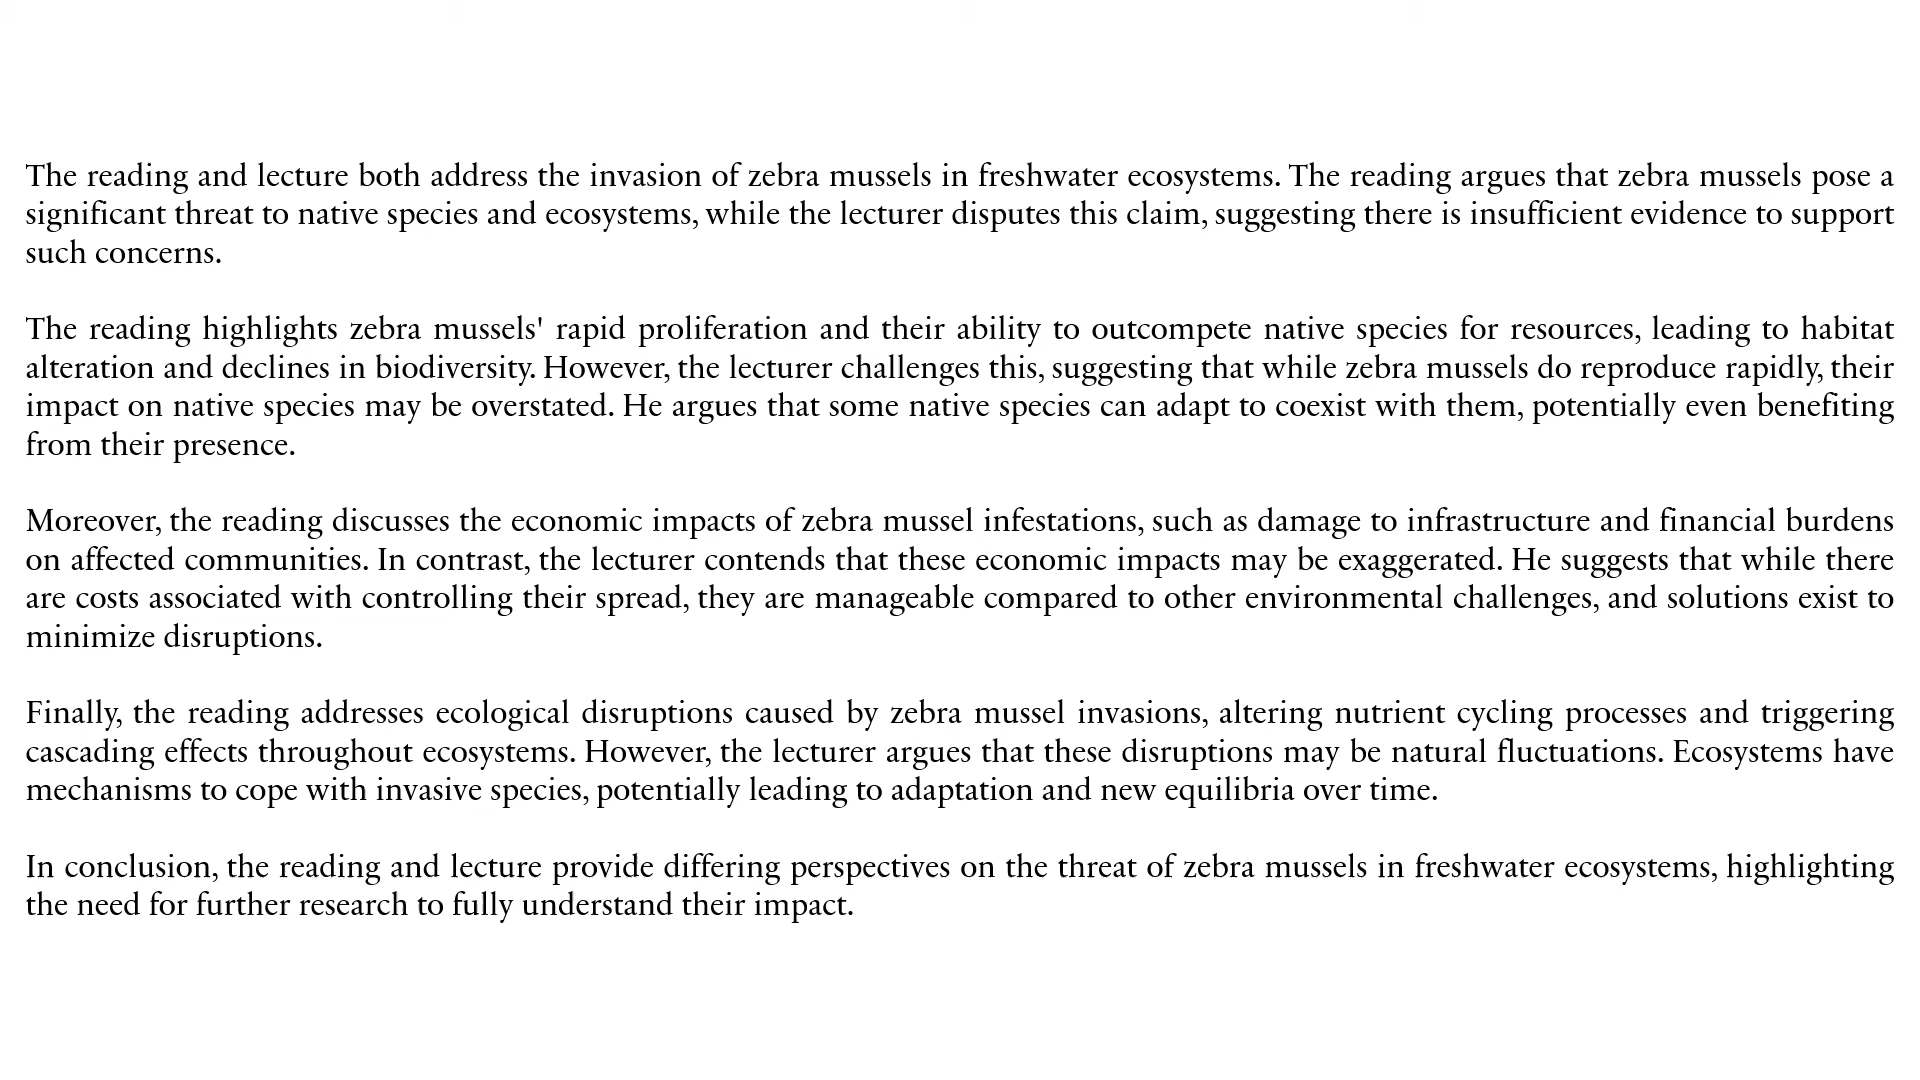 The reading and lecture both address the invasion of zebra mussels in freshwater ecosystems. The reading argues that zebra mussels pose a
significant threat to native species and ecosystems, while the lecturer disputes this claim, suggesting there is insufficient evidence to support
such concerns.
The reading highlights zebra mussels' rapid proliferation and their ability to outcompete native species for resources, leading to habitat
alteration and declines in biodiversity. However, the lecturer challenges this, suggesting that while zebra mussels do reproduce rapidly, their
impact on native species may be overstated. He argues that some native species can adapt to coexist with them, potentially even benefiting
from their presence.
Moreover, the reading discusses the economic impacts of zebra mussel infestations, such as damage to infrastructure and financial burdens
on affected communities. In contrast, the lecturer contends that these economic impacts may be exaggerated. He suggests that while there
are costs associated with controlling their spread, they are manageable compared to other environmental challenges, and solutions exist to
minimize disruptions.
Finally, the reading addresses ecological disruptions caused by zebra mussel invasions, altering nutrient cycling processes and triggering
cascading effects throughout ecosystems. However, the lecturer argues that these disruptions may be natural fluctuations. Ecosystems have
mechanisms to cope with invasive species, potentially leading to adaptation and new equilibria over time.
In conclusion, the reading and lecture provide differing perspectives on the threat of zebra mussels in freshwater ecosystems, highlighting
the need for further research to fully understand their impact.